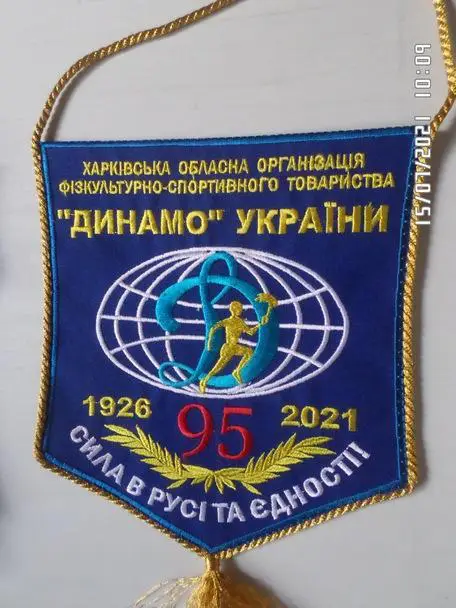 ХАРКІВСЬКА ОБЛАСНА ОРГАНІЗАЦІЯ
ФІЗКУЛЬТУРНО-СПОРТИВНОГО ТОВАРИСТВА
"ДИНАМО" УКРАЇНИ
Д
1926 95 2021
СИЛА В РУСІ ТА ЄДНОСТІ!
15/07/2021 10:09